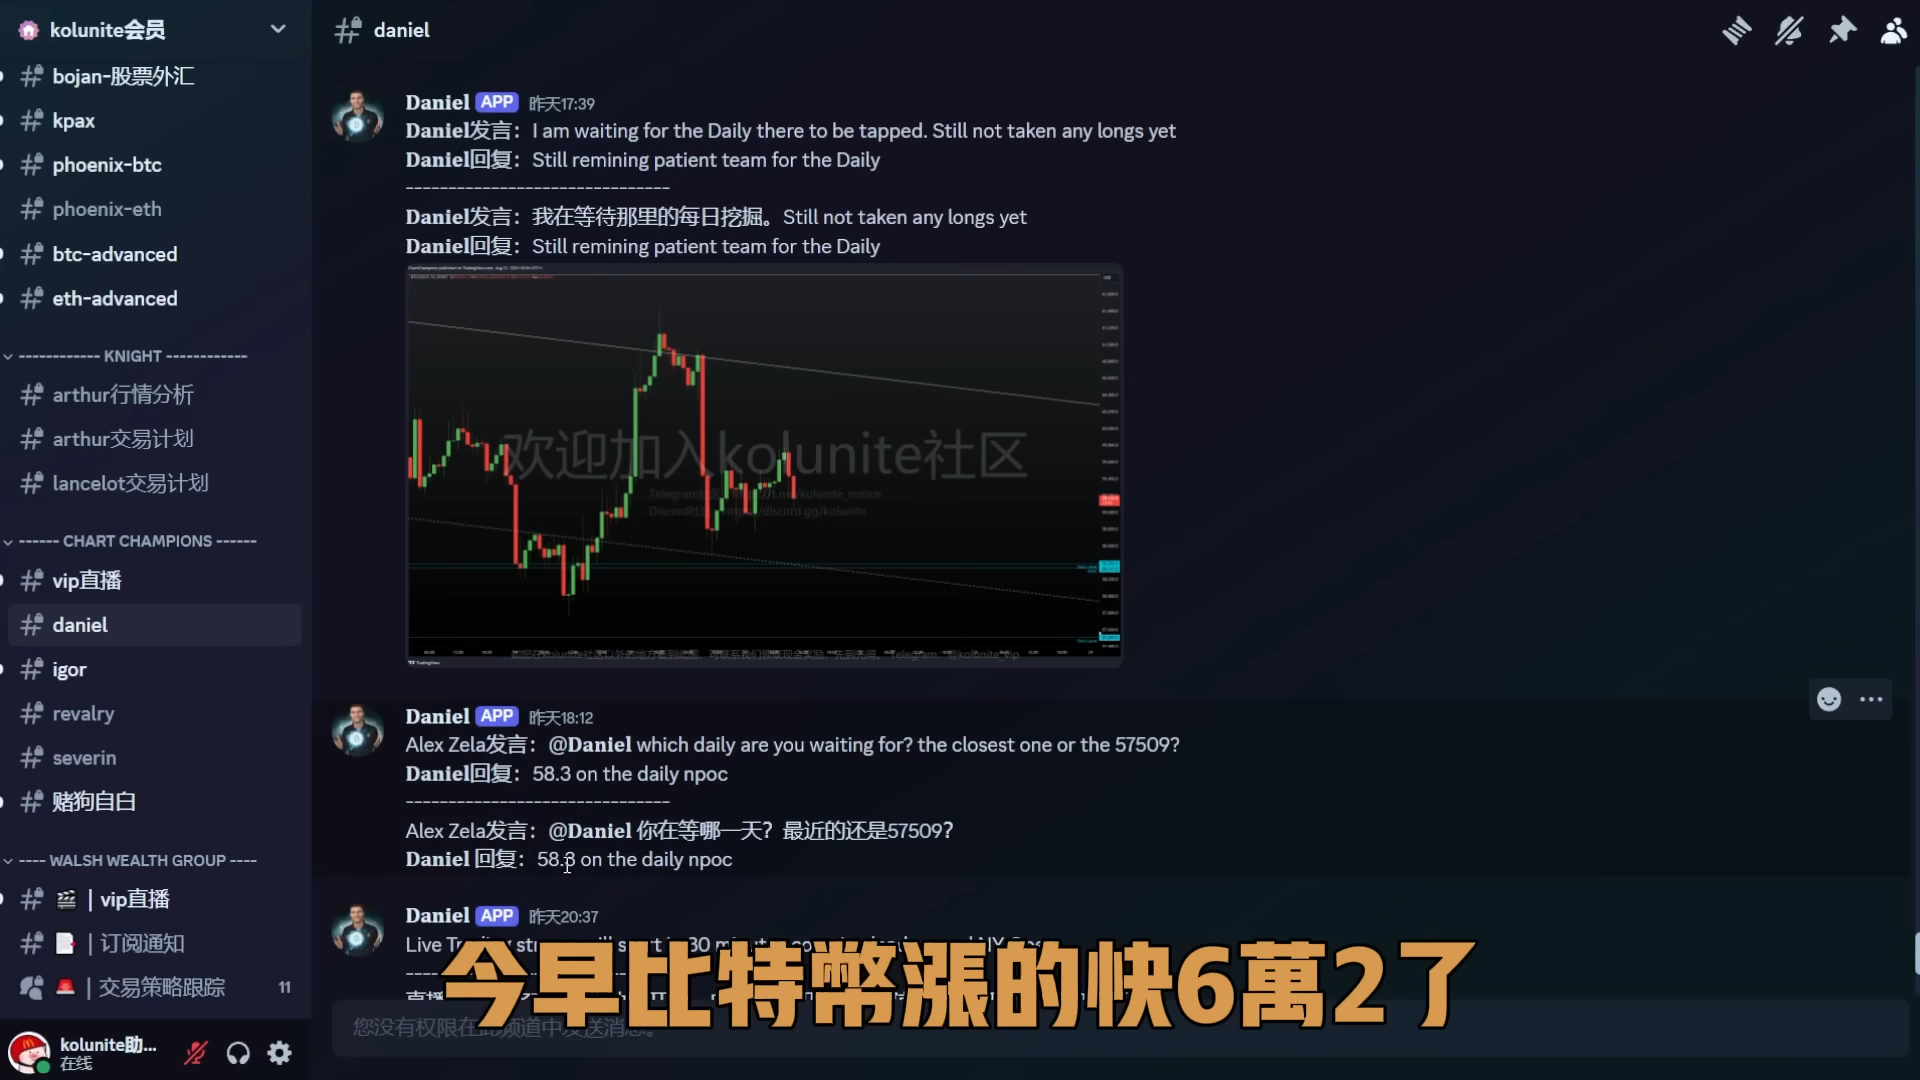 kolunite会员
bojan-股票外汇
kpax
phoenix-btc
phoenix-eth
btc-advanced
eth-advanced
------------ KNIGHT ------------
arthur行情分析
arthur交易计划
lancelot交易计划
------ CHART CHAMPIONS ------
vip直播
daniel
igor
revalry
severin
赌狗自白
---- WALSH WEALTH GROUP ----
| vip直播
| 订阅通知
| 交易策略跟踪 11
kolunite助...
在线
daniel
Daniel APP 昨天17:39
Daniel发言：I am waiting for the Daily there to be tapped. Still not taken any longs yet
Daniel回复：Still remining patient team for the Daily
-------------------------------
Daniel发言：我在等待那里的每日挖掘。Still not taken any longs yet
Daniel回复：Still remining patient team for the Daily
欢迎加入kolunite社区
TradingView
Daniel APP 昨天18:12
Alex Zela发言：@Daniel which daily are you waiting for? the closest one or the 57509?
Daniel回复：58.3 on the daily npoc
-------------------------------
Alex Zela发言：@Daniel 你在等哪一天？最近的还是57509？
Daniel 回复：58.3 on the daily npoc
Daniel APP 昨天20:37
今早比特幣漲的快6萬2了
您没有权限在此频道中发送消息。